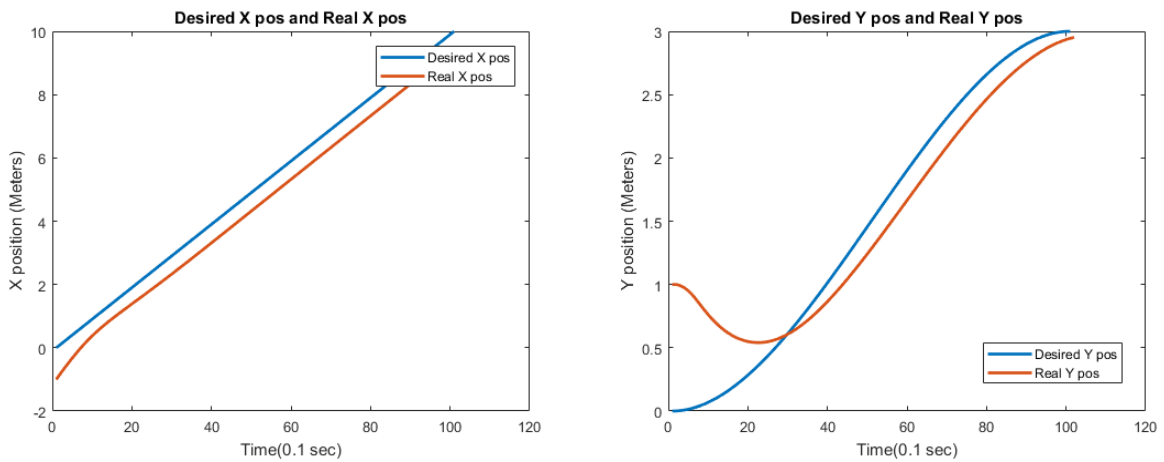 Desired X pos and Real X pos
10
8
6
4
2
0
-2
X position (Meters)
Desired X pos
Real X pos
0 20 40 60 80 100 120
Time(0.1 sec)
Desired Y pos and Real Y pos
3
2.5
2
1.5
1
0.5
0
Y position (Meters)
Desired Y pos
Real Y pos
0 20 40 60 80 100 120
Time(0.1 sec)